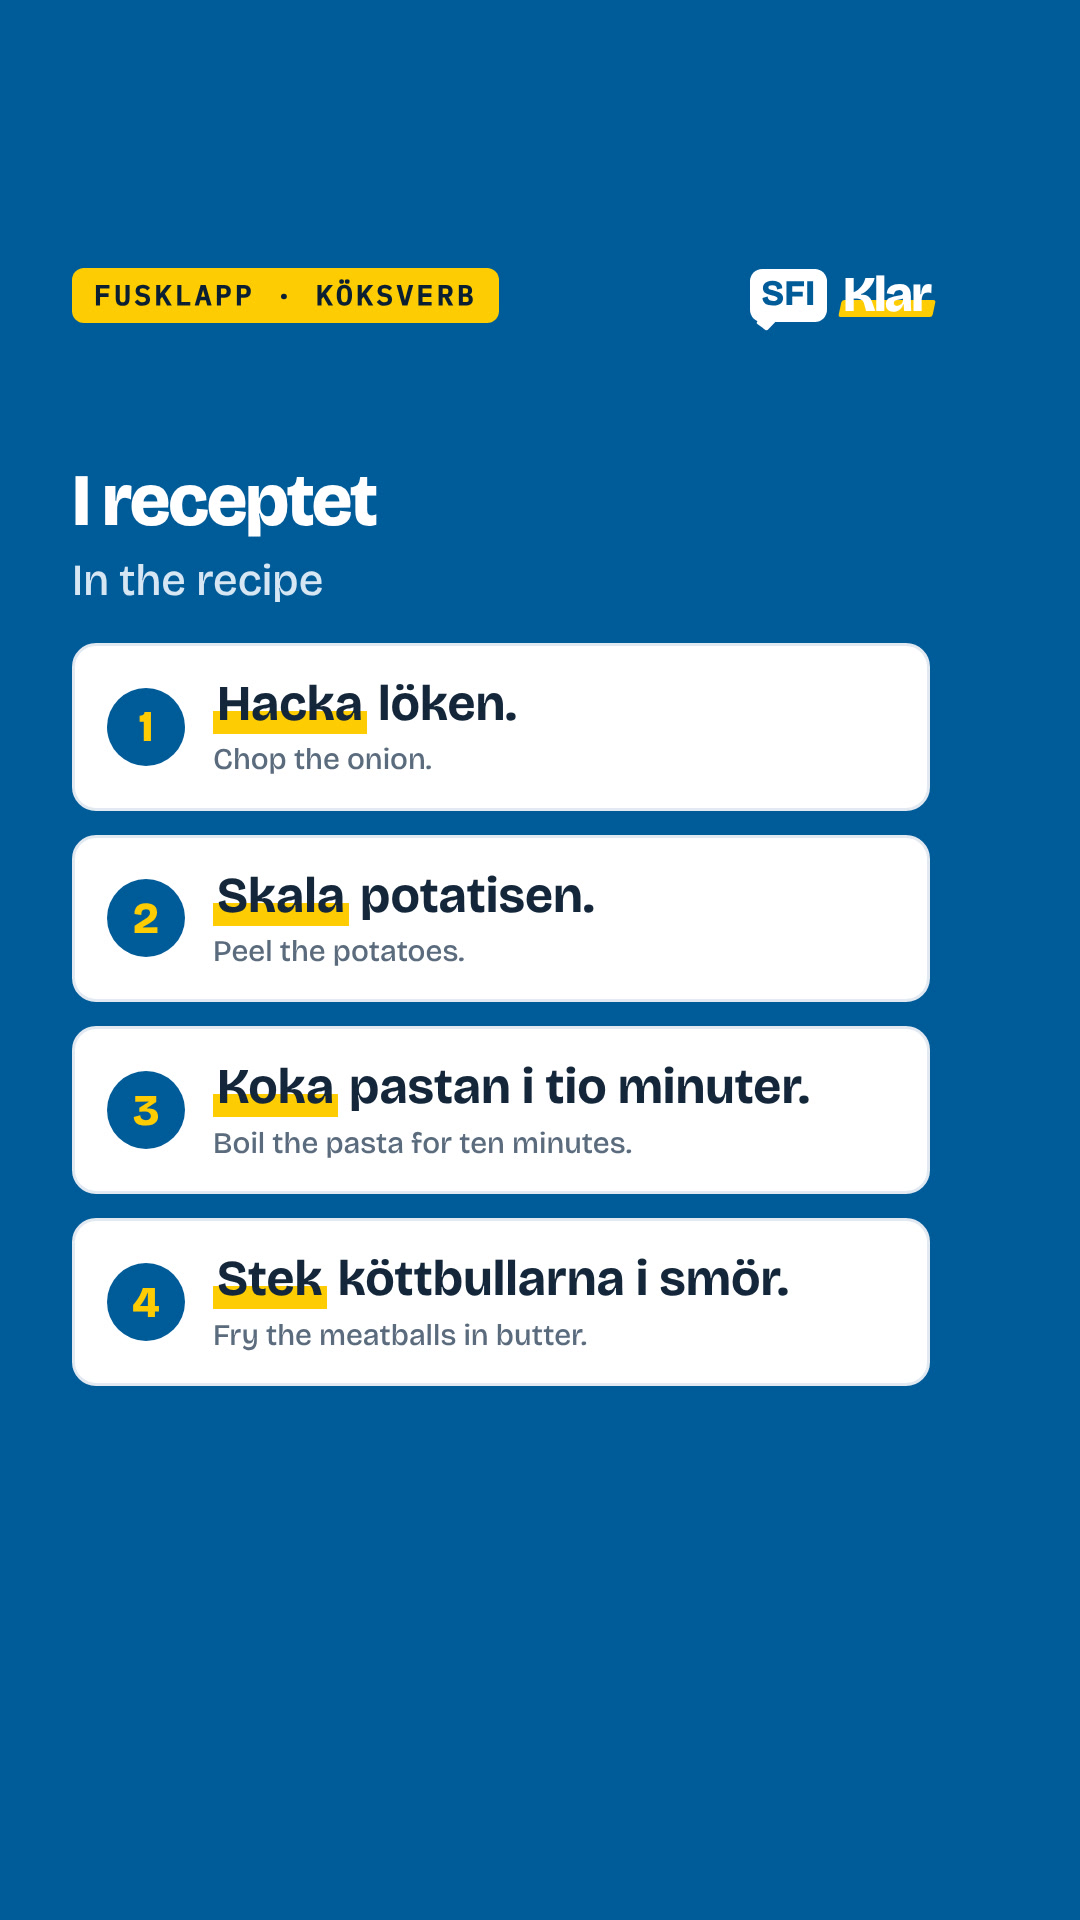 FUSKLAPP · KÖKSVERB
SFI Klar
I receptet
In the recipe
1
Hacka löken.
Chop the onion.
2
Skala potatisen.
Peel the potatoes.
3
Koka pastan i tio minuter.
Boil the pasta for ten minutes.
4
Stek köttbullarna i smör.
Fry the meatballs in butter.